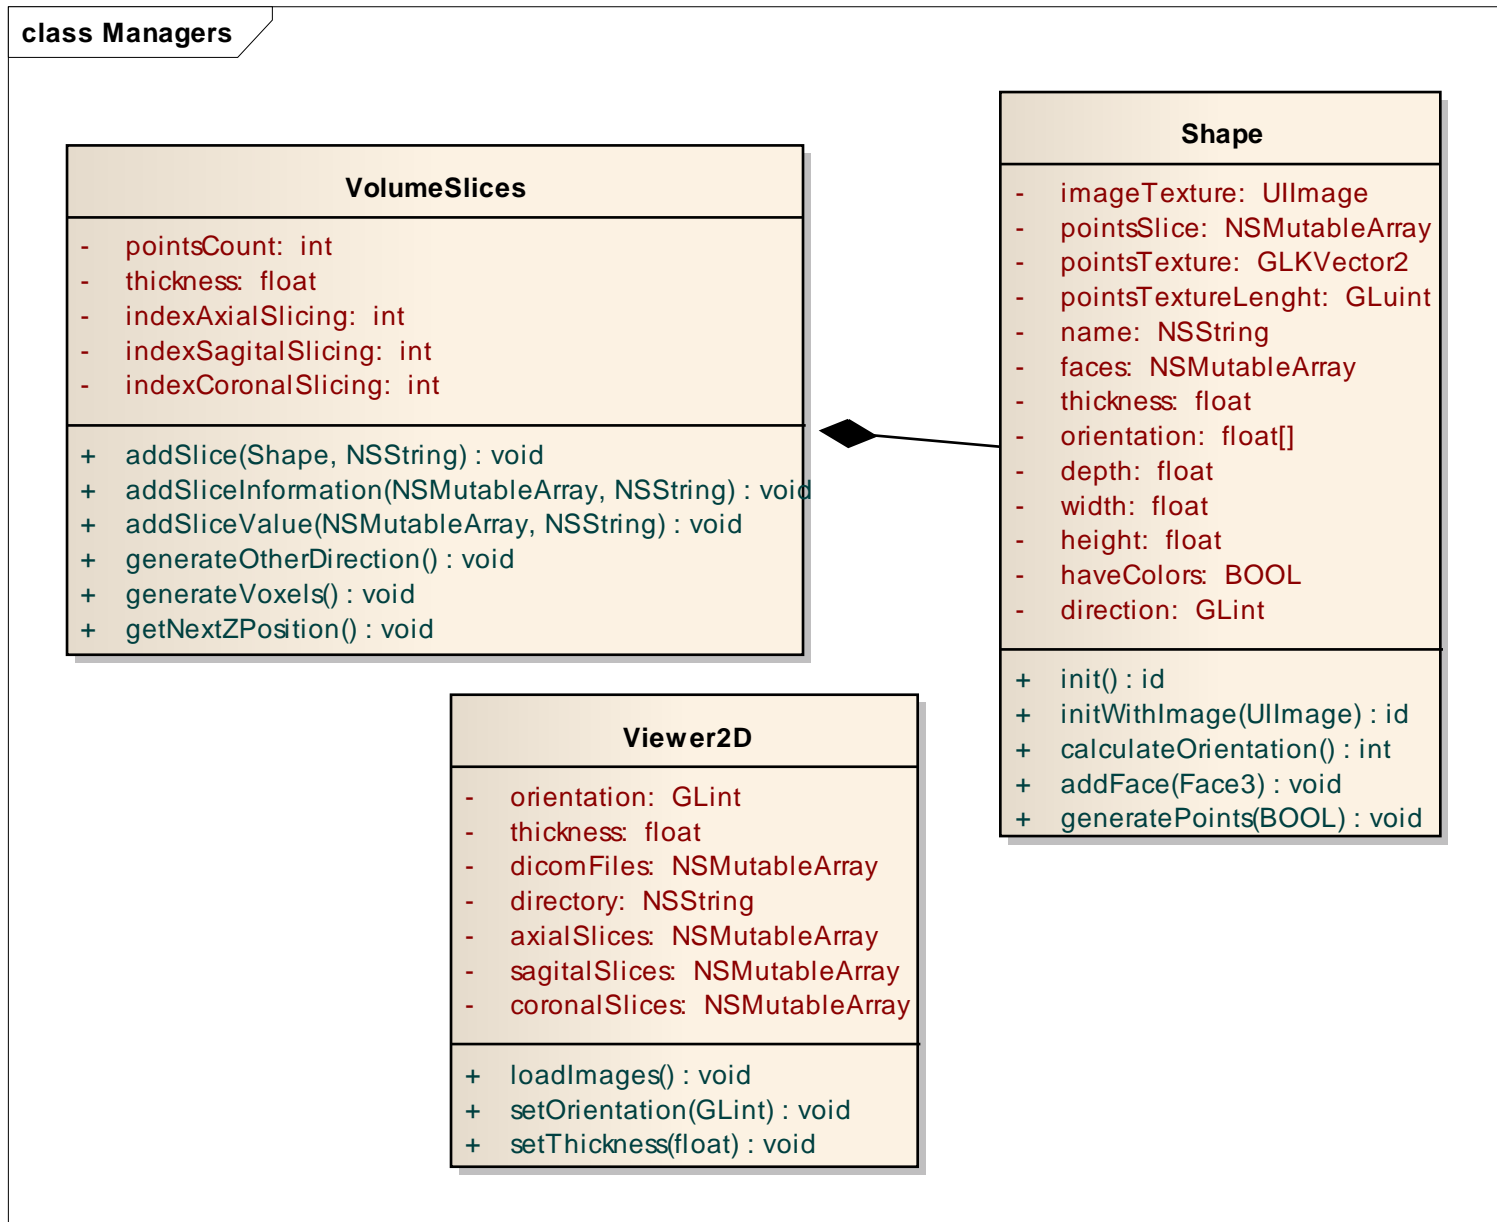 class Managers
VolumeSlices
- pointsCount: int
- thickness: float
- indexAxialSlicing: int
- indexSagitalSlicing: int
- indexCoronalSlicing: int
+ addSlice(Shape, NSString) : void
+ addSliceInformation(NSMutableArray, NSString) : void
+ addSliceValue(NSMutableArray, NSString) : void
+ generateOtherDirection() : void
+ generateVoxels() : void
+ getNextZPosition() : void
Shape
- imageTexture: UIImage
- pointsSlice: NSMutableArray
- pointsTexture: GLKVector2
- pointsTextureLenght: GLuint
- name: NSString
- faces: NSMutableArray
- thickness: float
- orientation: float[]
- depth: float
- width: float
- height: float
- haveColors: BOOL
- direction: GLint
+ init() : id
+ initWithImage(UIImage) : id
+ calculateOrientation() : int
+ addFace(Face3) : void
+ generatePoints(BOOL) : void
Viewer2D
- orientation: GLint
- thickness: float
- dicomFiles: NSMutableArray
- directory: NSString
- axialSlices: NSMutableArray
- sagitalSlices: NSMutableArray
- coronalSlices: NSMutableArray
+ loadImages() : void
+ setOrientation(GLint) : void
+ setThickness(float) : void